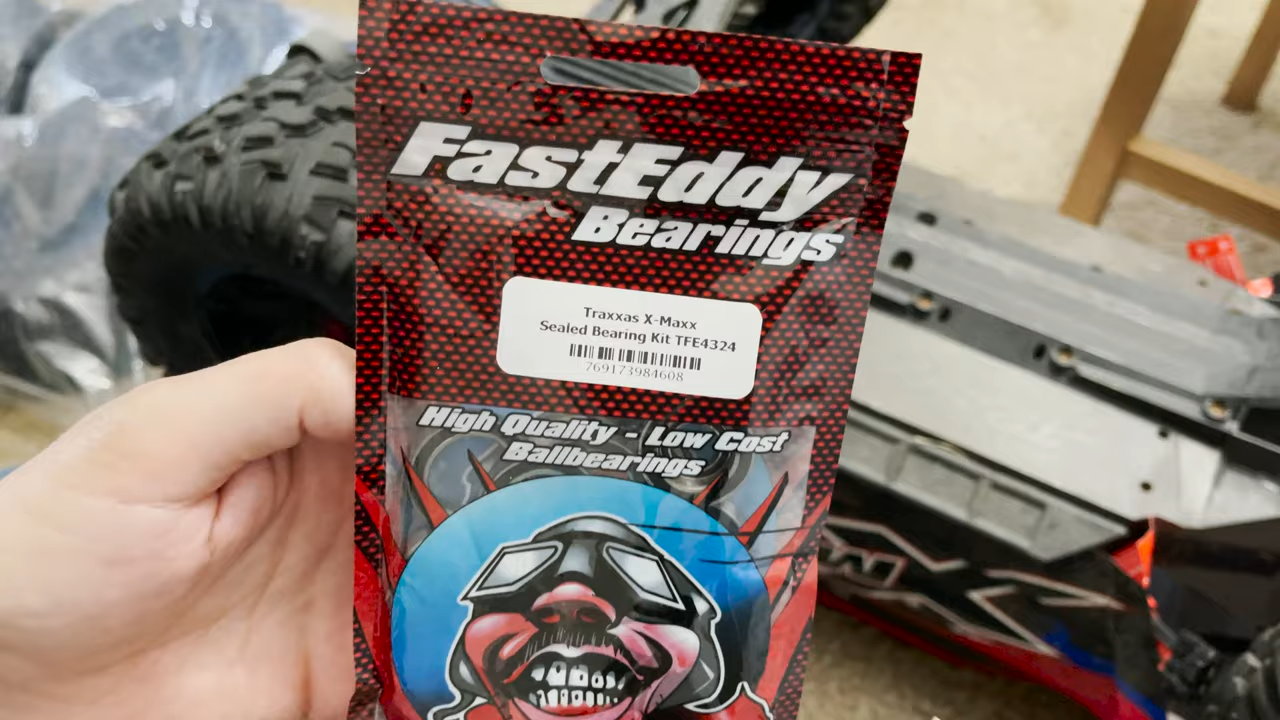 FastEddy
Bearings
Traxxas X-Maxx
Sealed Bearing Kit TFE4324
769173984608
High Quality - Low Cost
Ballbearings